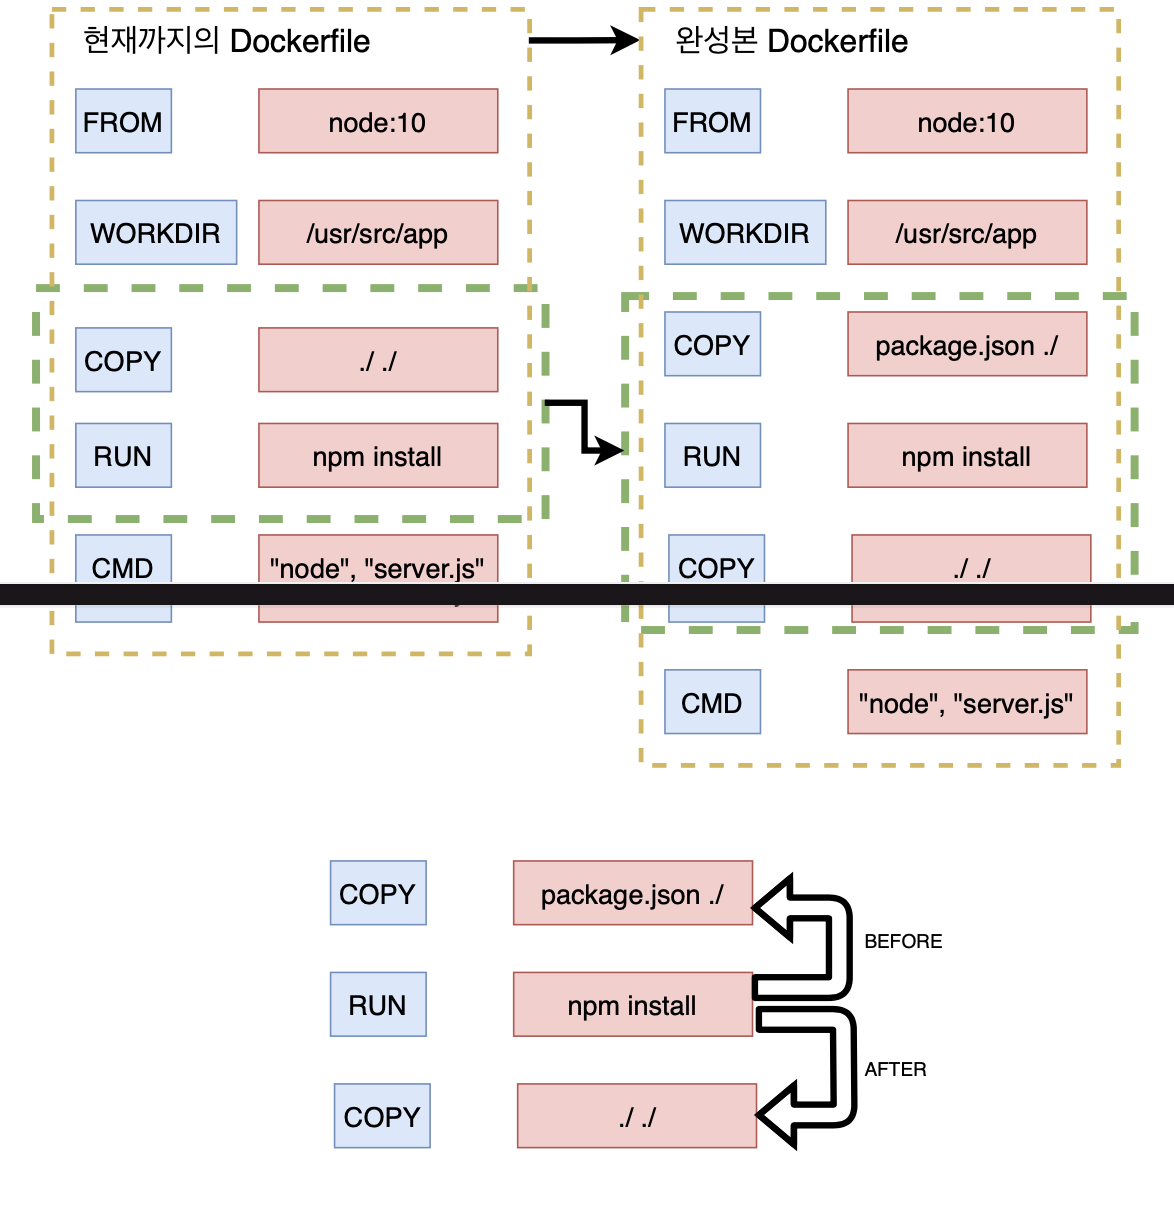 현재까지의 Dockerfile
FROM node:10
WORKDIR /usr/src/app
COPY ./ ./
RUN npm install
CMD "node", "server.js"
완성본 Dockerfile
FROM node:10
WORKDIR /usr/src/app
COPY package.json ./
RUN npm install
COPY ./ ./
CMD "node", "server.js"
COPY package.json ./
BEFORE
RUN npm install
AFTER
COPY ./ ./